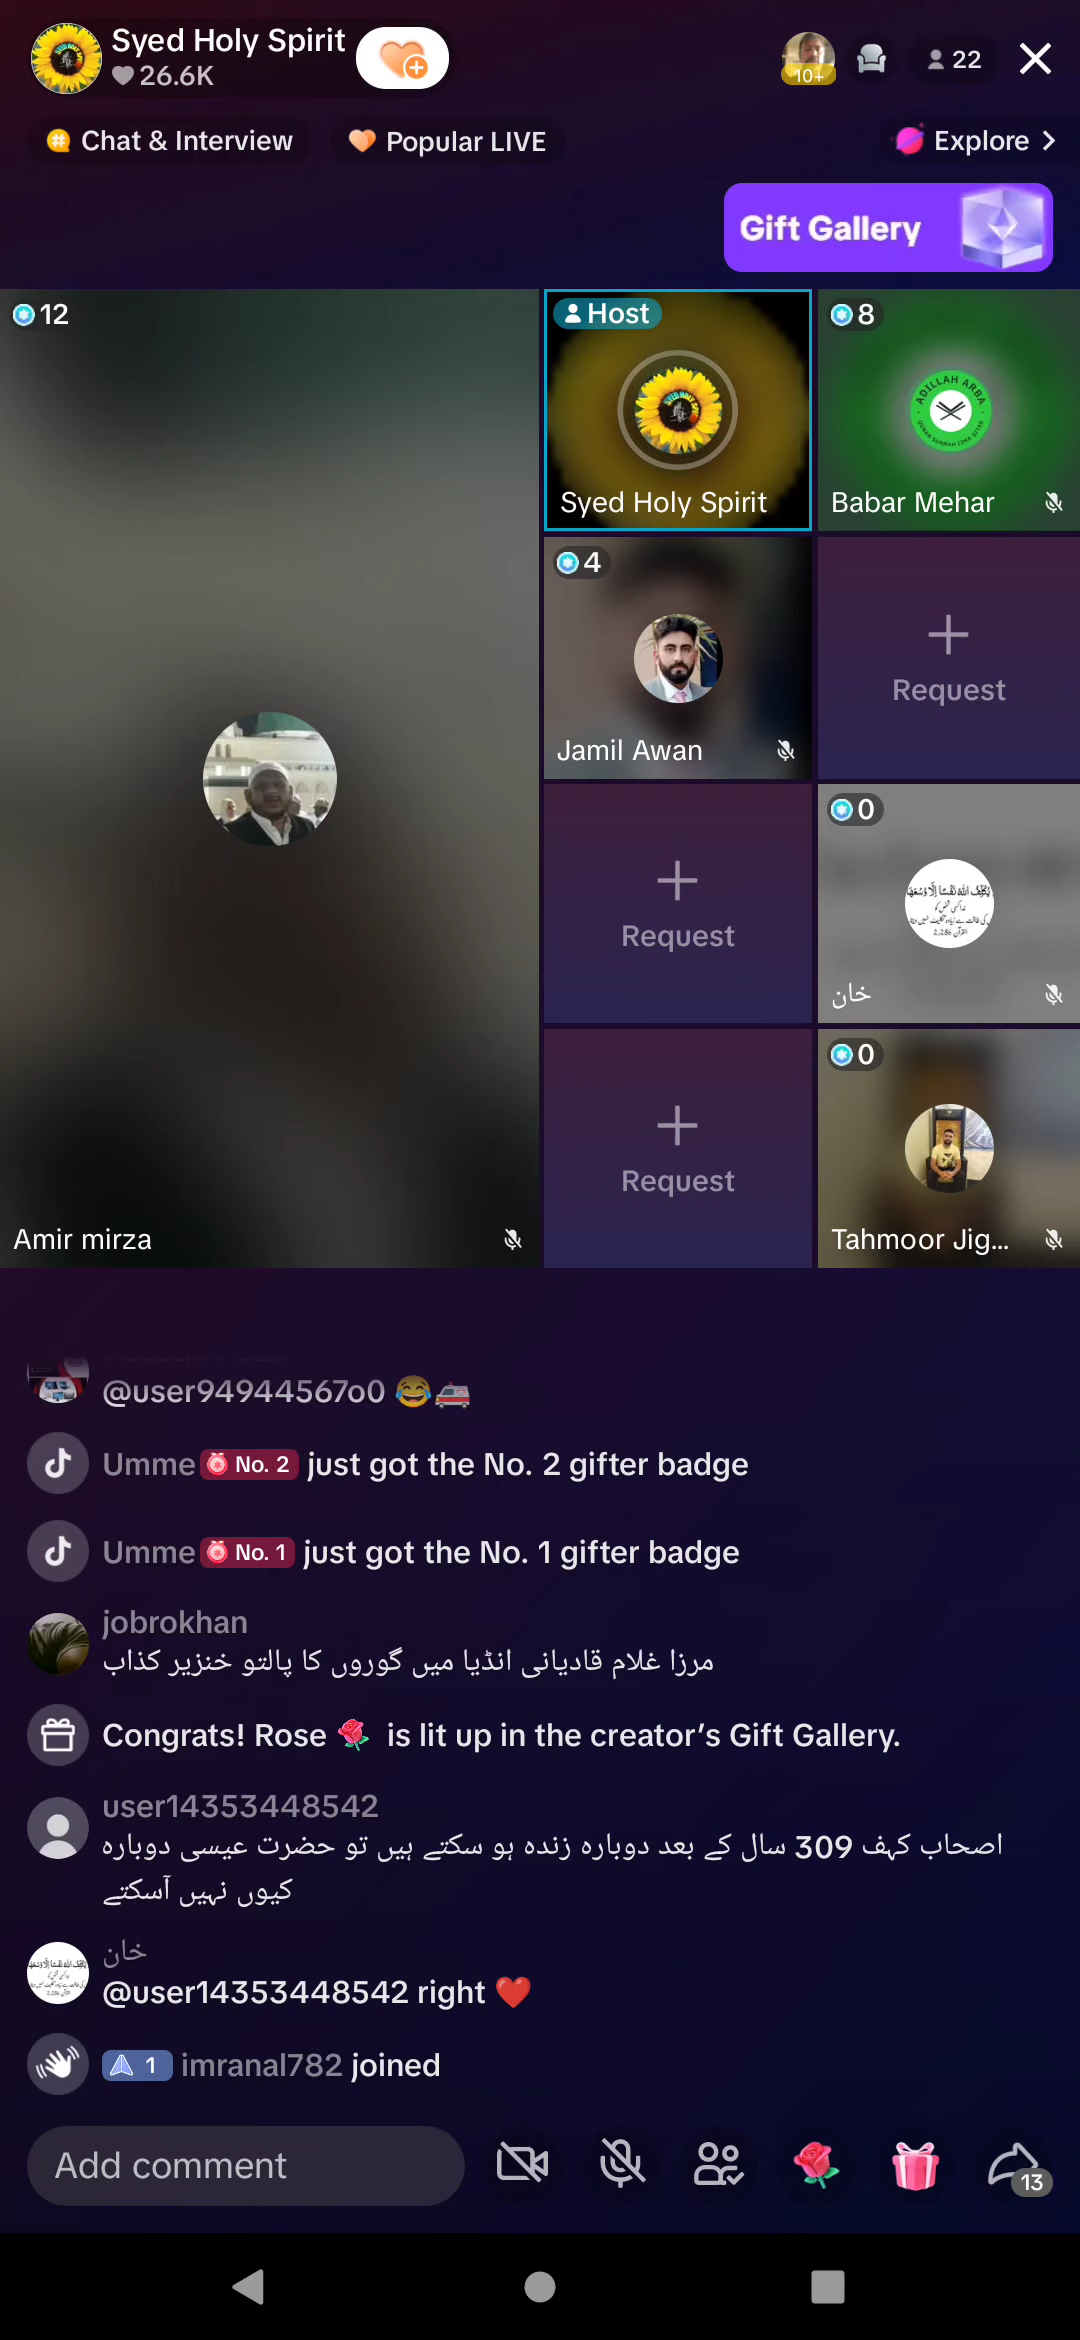 Syed Holy Spirit
26.6K
10+
22
Chat & Interview
Popular LIVE
Explore
Gift Gallery
12
Host
Syed Holy Spirit
8
ADILLAH ARBA
Babar Mehar
4
Jamil Awan
Request
Request
0
خان
Request
0
Tahmoor Jig...
Amir mirza
@user94944567o0 😂🚑
Umme No. 2 just got the No. 2 gifter badge
Umme No. 1 just got the No. 1 gifter badge
jobrokhan
مرزا غلام قادیانی انڈیا میں گوروں کا پالتو خنزیر کذاب
Congrats! Rose 🌹 is lit up in the creator’s Gift Gallery.
user14353448542
اصحاب کہف 309 سال کے بعد دوبارہ زندہ ہو سکتے ہیں تو حضرت عیسی دوبارہ
کیوں نہیں آسکتے
خان
@user14353448542 right ❤️
1 imranal782 joined
Add comment
13